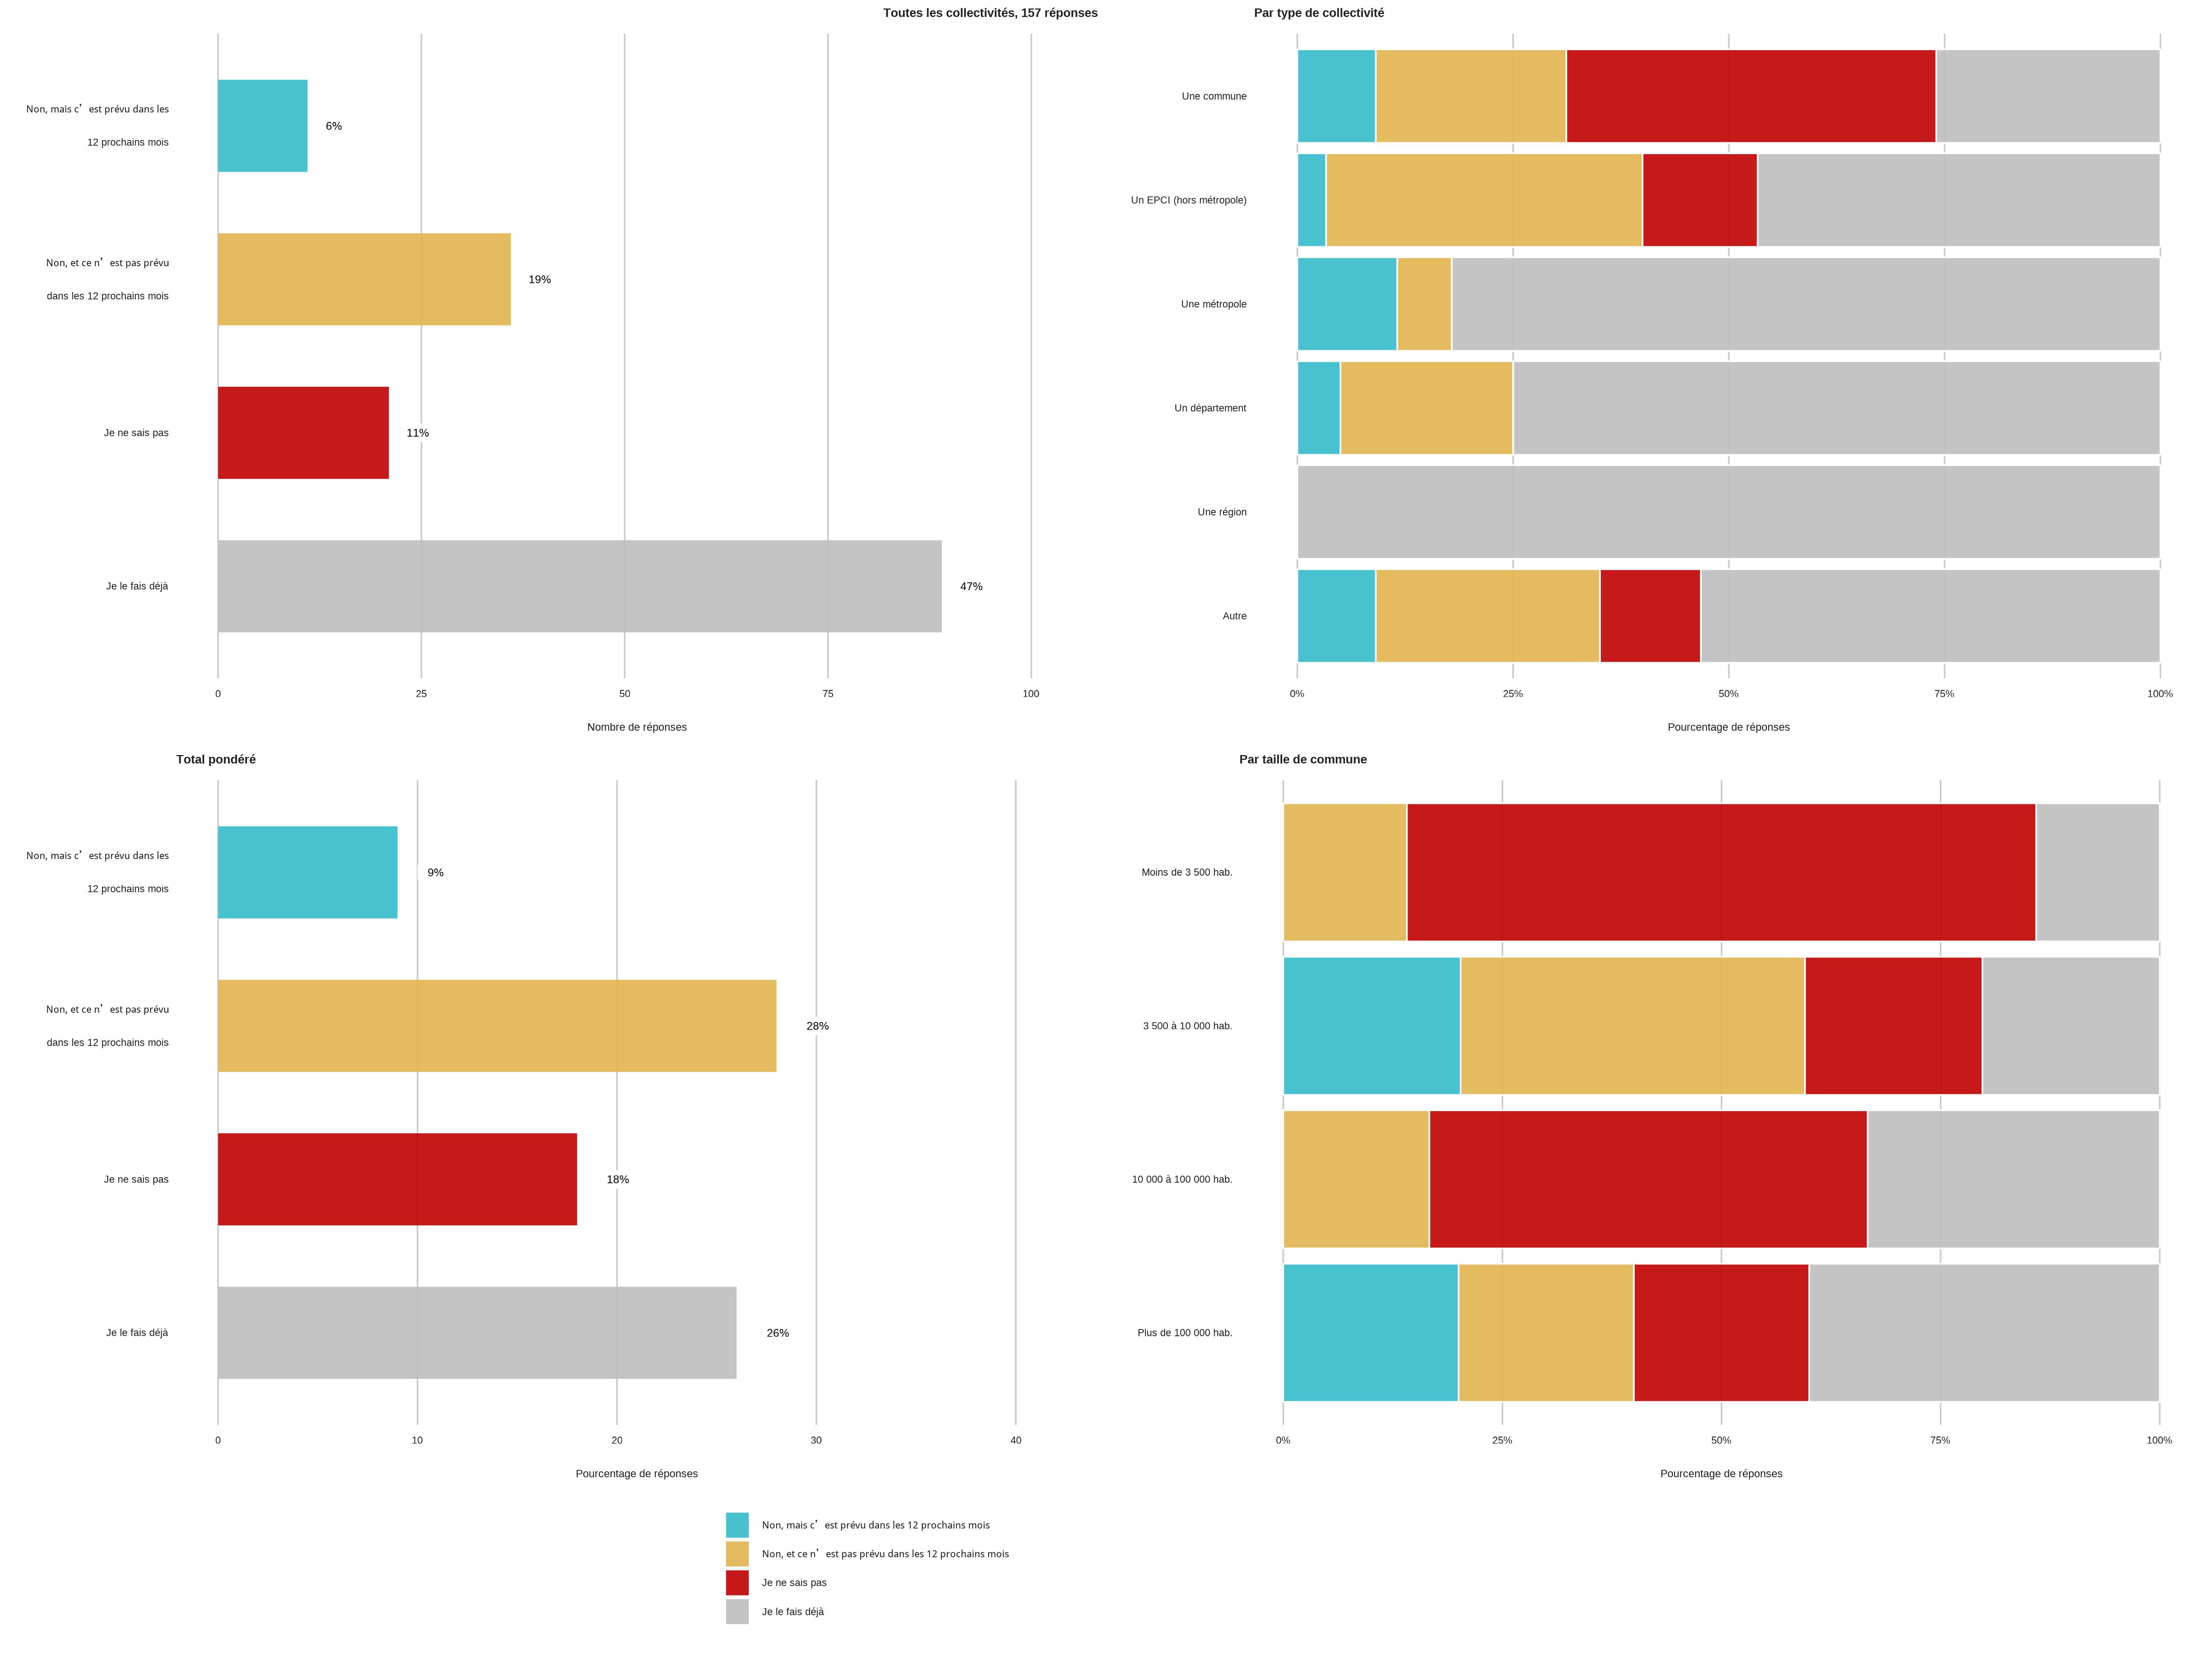 Toutes les collectivités, 157 réponses
Non, mais c’est prévu dans les
12 prochains mois
6%
Non, et ce n’est pas prévu
dans les 12 prochains mois
19%
Je ne sais pas
11%
Je le fais déjà
47%
0 25 50 75 100
Nombre de réponses
Par type de collectivité
Une commune
Un EPCI (hors métropole)
Une métropole
Un département
Une région
Autre
0% 25% 50% 75% 100%
Pourcentage de réponses
Total pondéré
Non, mais c’est prévu dans les
12 prochains mois
9%
Non, et ce n’est pas prévu
dans les 12 prochains mois
28%
Je ne sais pas
18%
Je le fais déjà
26%
0 10 20 30 40
Pourcentage de réponses
Par taille de commune
Moins de 3 500 hab.
3 500 à 10 000 hab.
10 000 à 100 000 hab.
Plus de 100 000 hab.
0% 25% 50% 75% 100%
Pourcentage de réponses
Non, mais c’est prévu dans les 12 prochains mois
Non, et ce n’est pas prévu dans les 12 prochains mois
Je ne sais pas
Je le fais déjà